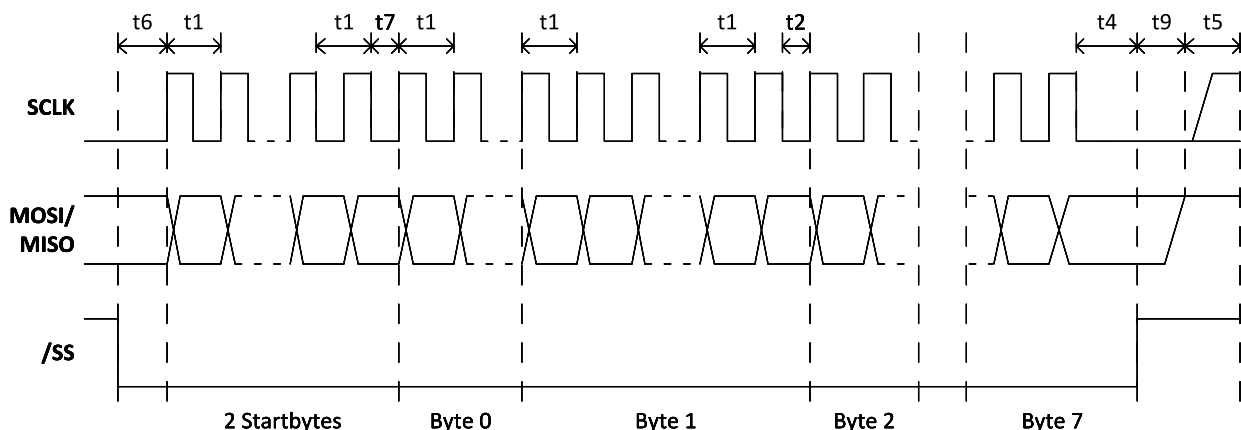 t6 t1 t1 t7 t1 t1 t1 t2 t4 t9 t5
SCLK
MOSI/
MISO
/SS
2 Startbytes Byte 0 Byte 1 Byte 2 Byte 7